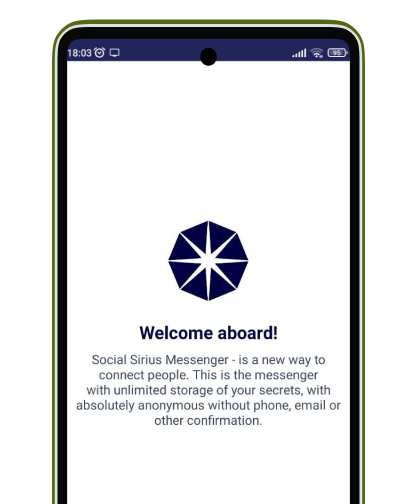 18:03
95
Welcome aboard!
Social Sirius Messenger - is a new way to
connect people. This is the messenger
with unlimited storage of your secrets, with
absolutely anonymous without phone, email or
other confirmation.